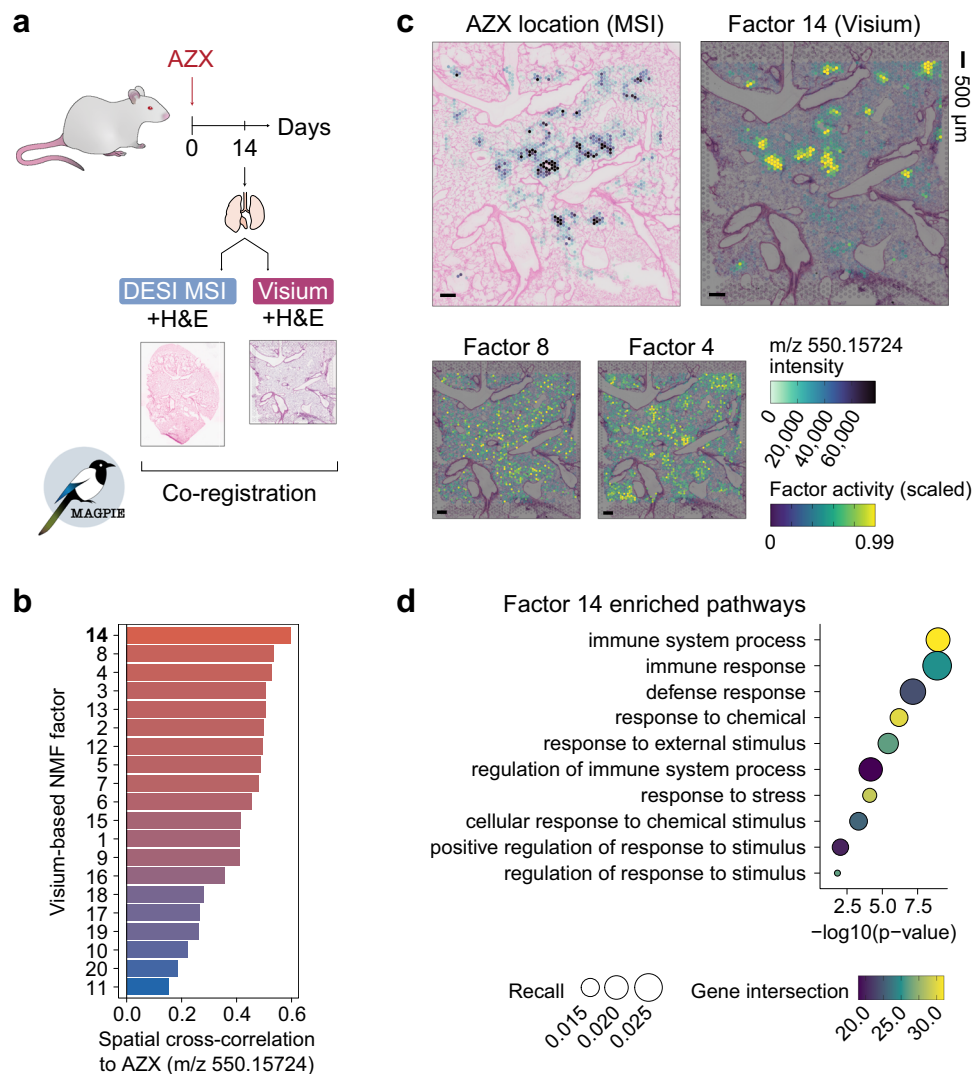 a
AZX
Days
0
14
DESI MSI
+H&E
Visium
+H&E
Co-registration
MAGPIE
b
Visium-based NMF factor
14
8
4
3
13
2
12
5
7
6
15
1
9
16
18
17
19
10
20
11
0.0
0.2
0.4
0.6
Spatial cross-correlation
to AZX (m/z 550.15724)
c
AZX location (MSI)
Factor 14 (Visium)
500 μm
Factor 8
Factor 4
m/z 550.15724
intensity
0
20,000
40,000
60,000
Factor activity (scaled)
0
0.99
d
Factor 14 enriched pathways
immune system process
immune response
defense response
response to chemical
response to external stimulus
regulation of immune system process
response to stress
cellular response to chemical stimulus
positive regulation of response to stimulus
regulation of response to stimulus
2.5
5.0
7.5
−log10(p−value)
Recall
0.015
0.020
0.025
Gene intersection
20.0
25.0
30.0